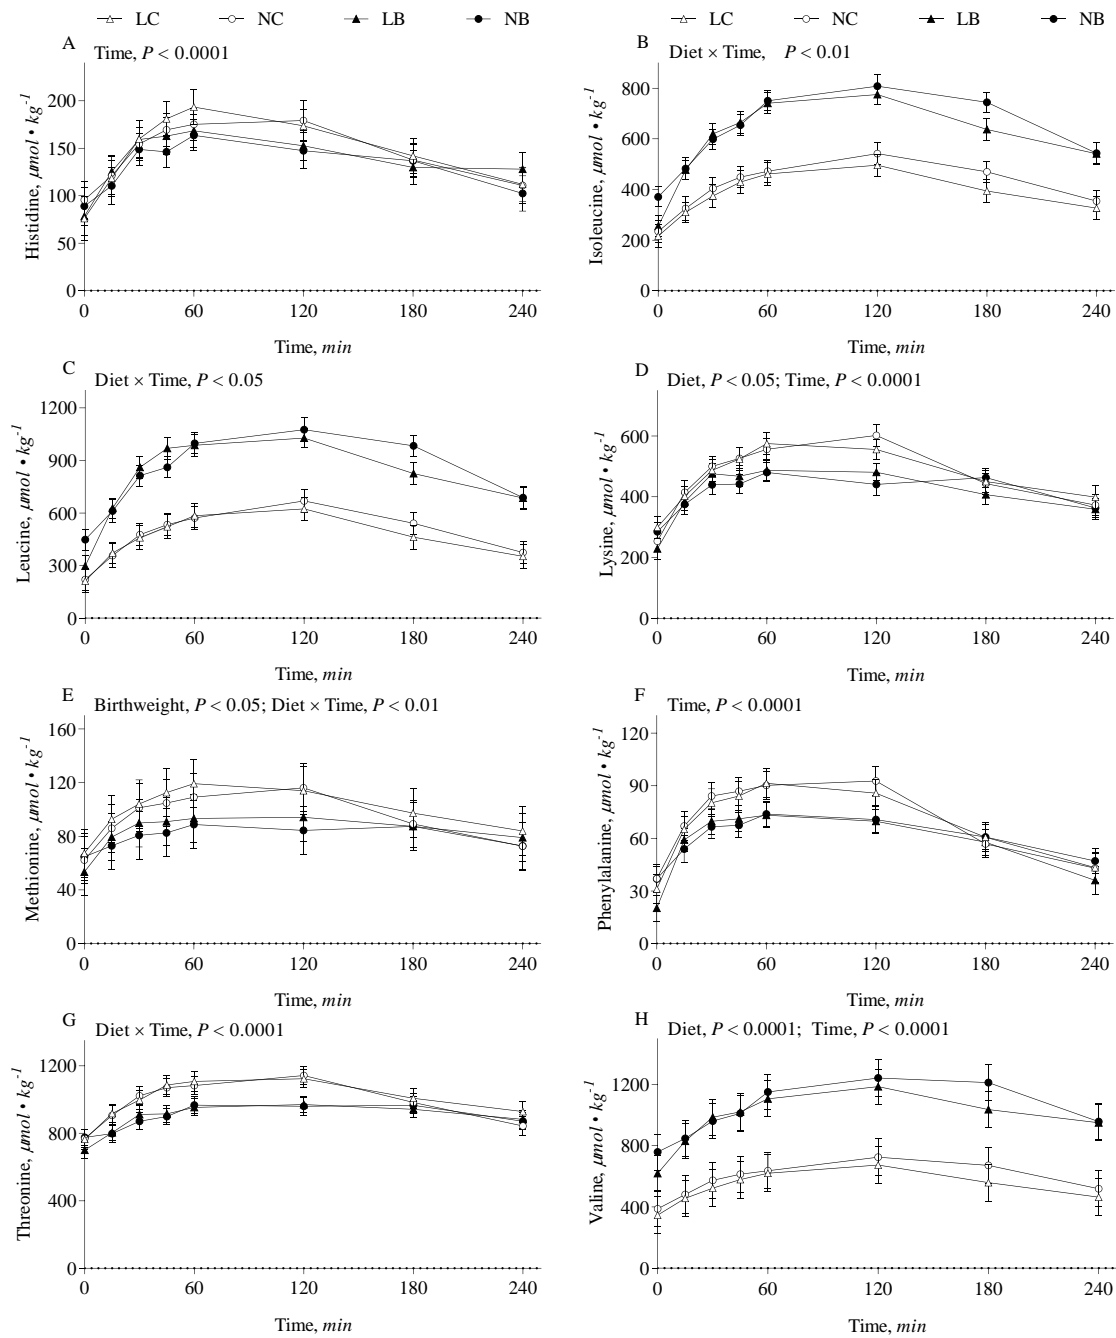 LC NC LB NB
LC NC LB NB
A
Time, P < 0.0001
Histidine, μmol • kg-1
200
150
100
50
0
0 60 120 180 240
Time, min
B
Diet × Time, P < 0.01
Isoleucine, μmol • kg-1
800
600
400
200
0
0 60 120 180 240
Time, min
C
Diet × Time, P < 0.05
Leucine, μmol • kg-1
1200
900
600
300
0
0 60 120 180 240
Time, min
D
Diet, P < 0.05; Time, P < 0.0001
Lysine, μmol • kg-1
600
400
200
0
0 60 120 180 240
Time, min
E
Birthweight, P < 0.05; Diet × Time, P < 0.01
Methionine, μmol • kg-1
160
120
80
40
0
0 60 120 180 240
Time, min
F
Time, P < 0.0001
Phenylalanine, μmol • kg-1
120
90
60
30
0
0 60 120 180 240
Time, min
G
Diet × Time, P < 0.0001
Threonine, μmol • kg-1
1200
800
400
0
0 60 120 180 240
Time, min
H
Diet, P < 0.0001; Time, P < 0.0001
Valine, μmol • kg-1
1200
800
400
0
0 60 120 180 240
Time, min